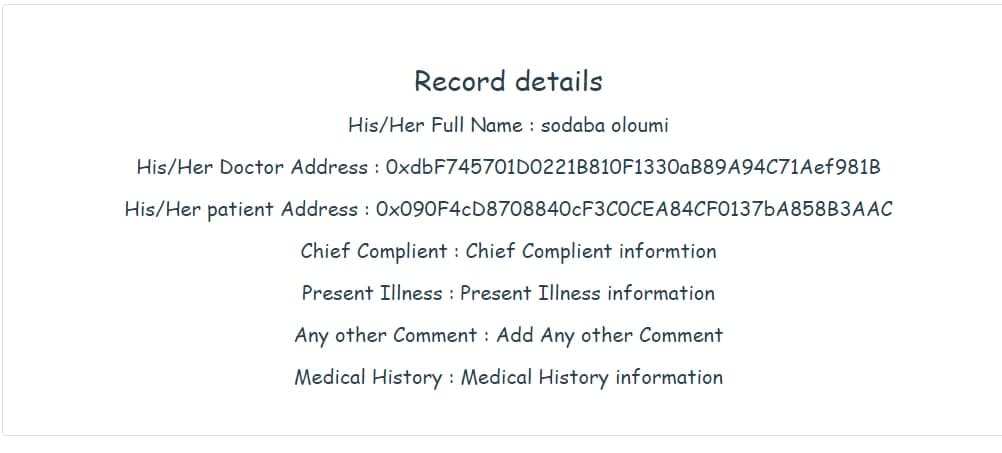 Record details
His/Her Full Name : sodaba oloumi
His/Her Doctor Address : 0xdbF745701D0221B810F1330aB89A94C71Aef981B
His/Her patient Address : 0x090F4cD8708840cF3C0CEA84CF0137bA858B3AAC
Chief Complient : Chief Complient informtion
Present Illness : Present Illness information
Any other Comment : Add Any other Comment
Medical History : Medical History information